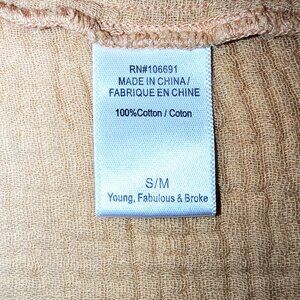 RN#106691
MADE IN CHINA/
FABRIQUE EN CHINE
100%Cotton / Coton
S/M
Young, Fabulous & Broke